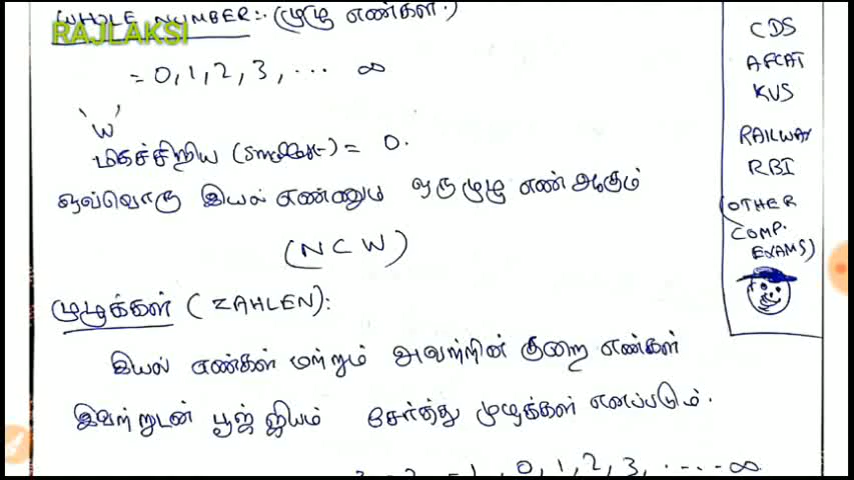 WHOLE NUMBER:. (முழு எண்கள்.)
RAJLAKSI
= 0, 1, 2, 3, ... ∞
'W'
மிகச்சிறிய (smallest) = 0.
ஒவ்வொரு இயல் எண்ணும் ஒரு முழு எண் ஆகும்
(N C W)
முழுக்கள் (ZAHLEN):
இயல் எண்கள் மற்றும் அவற்றின் குறை எண்கள்
இவற்றுடன் பூஜ்ஜியம் சேர்த்து முழுக்கள் எனப்படும்.
-1, 0, 1, 2, 3, ..... ∞
CDS
AFCAT
KVS
RAILWAY
RBI
(OTHER
COMP.
EXAMS)